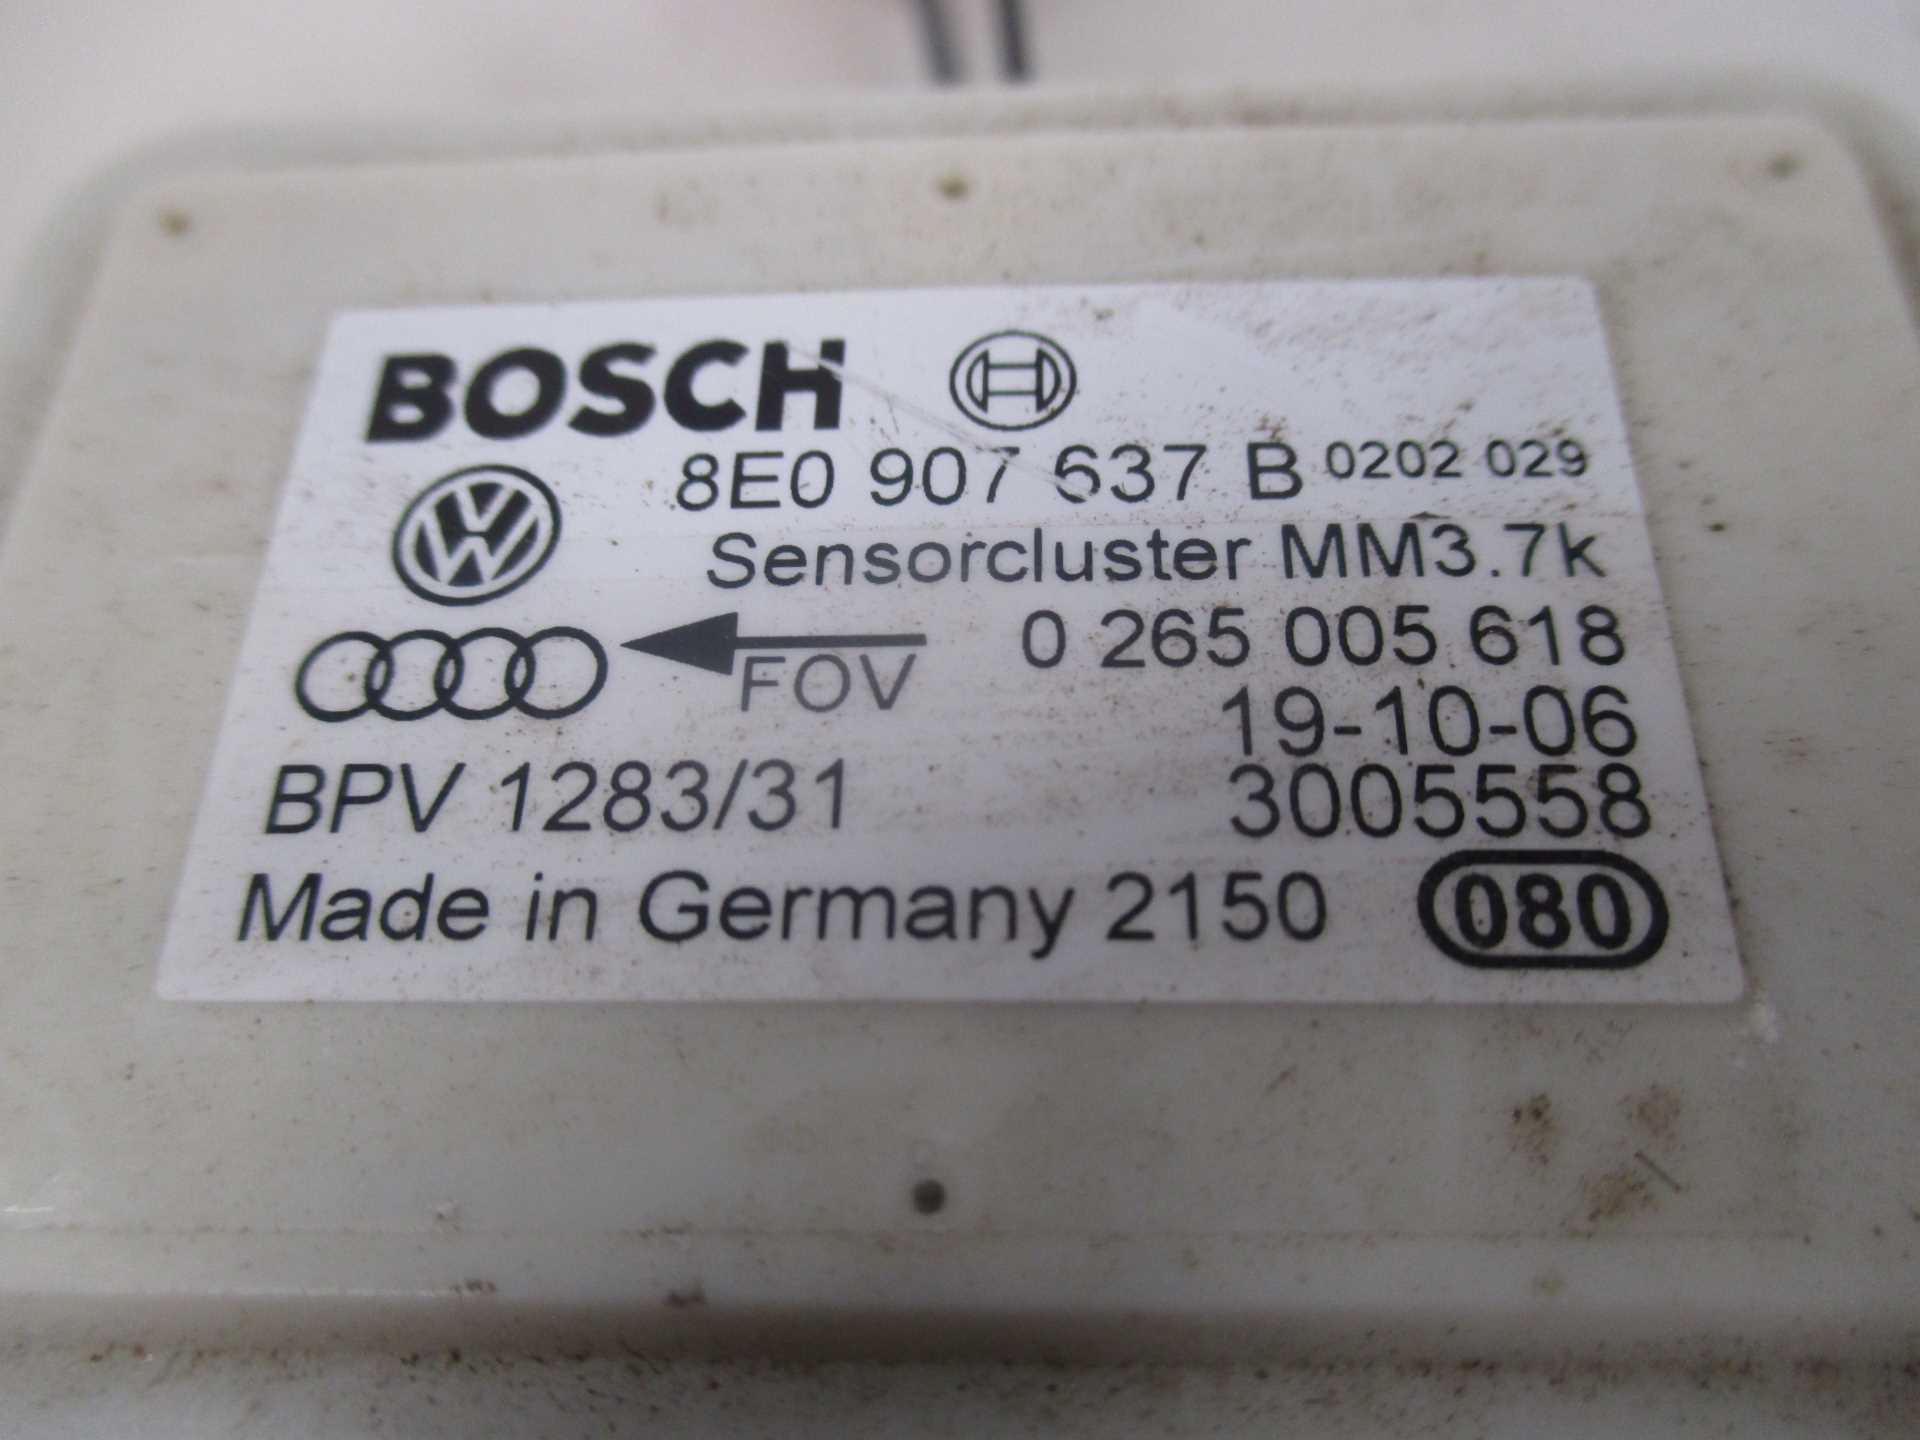 BOSCH
8E0 907 637 B 0202 029
Sensorcluster MM3.7k
FOV 0 265 005 618
19-10-06
BPV 1283/31 3005558
Made in Germany 2150 080